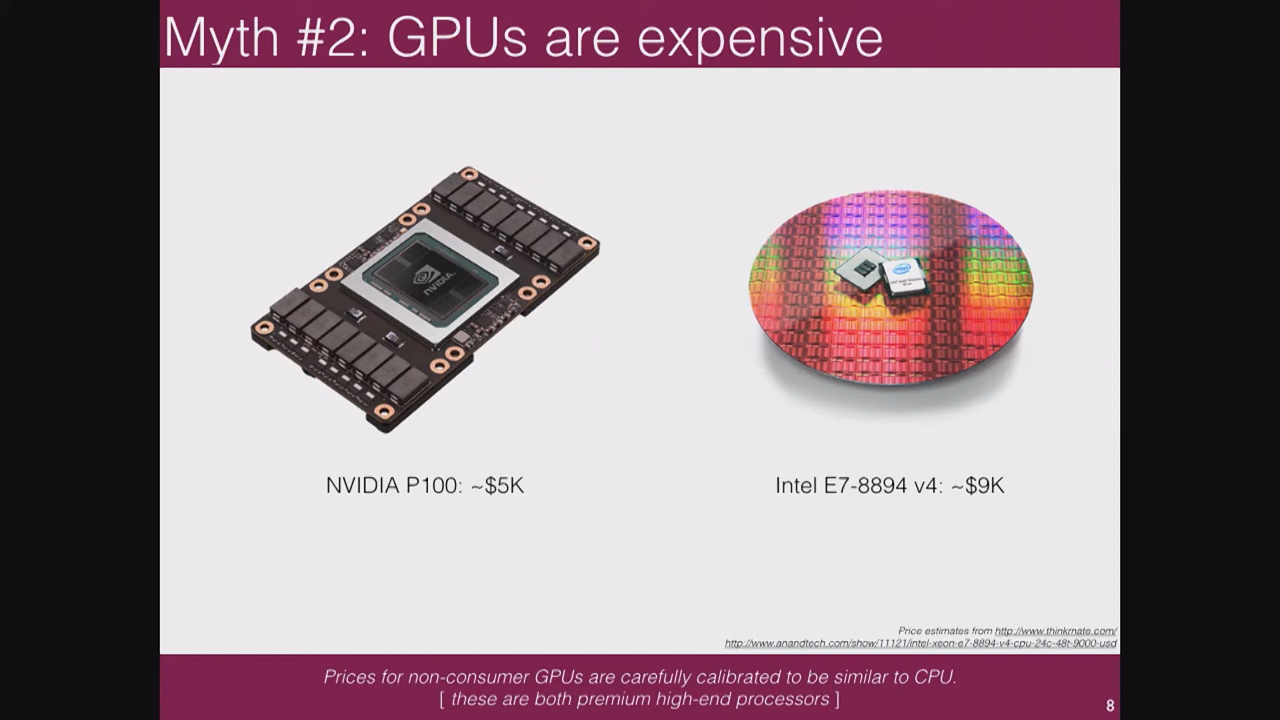 Myth #2: GPUs are expensive
NVIDIA
intel
NVIDIA P100: ~$5K
Intel E7-8894 v4: ~$9K
Price estimates from http://www.thinkmate.com/
http://www.anandtech.com/show/11121/intel-xeon-e7-8894-v4-cpu-24c-48t-9000-usd
Prices for non-consumer GPUs are carefully calibrated to be similar to CPU.
[ these are both premium high-end processors ]
8